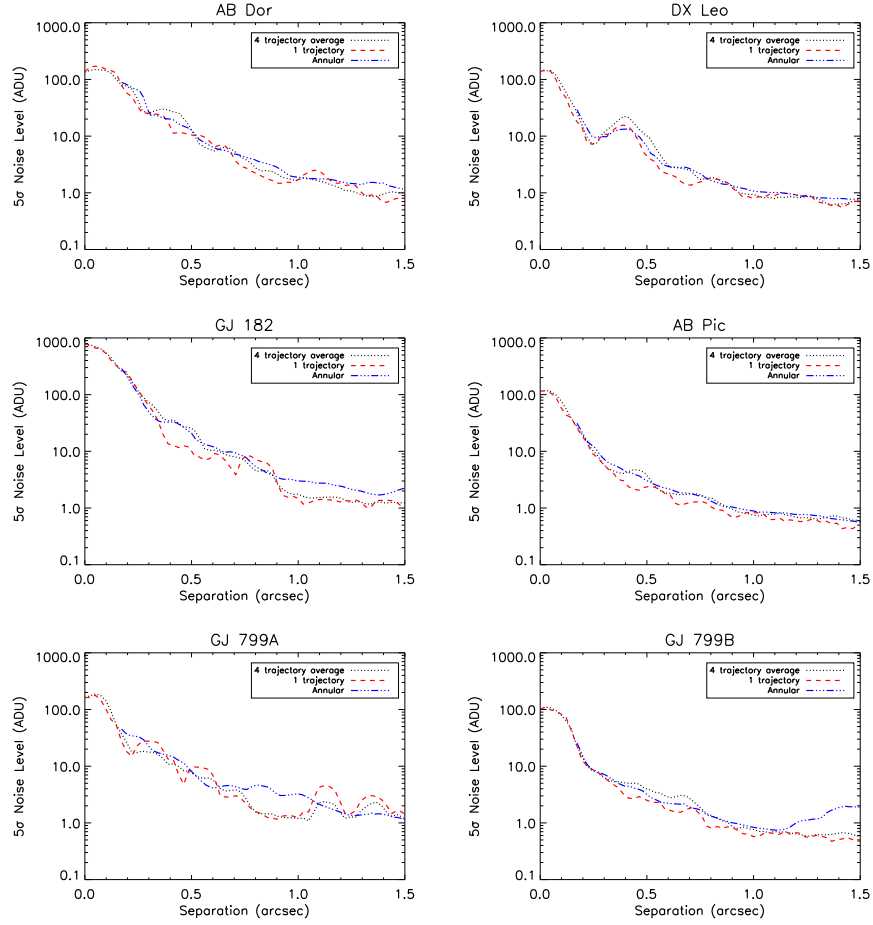 AB Dor
1000.0
100.0
10.0
1.0
0.1
5σ Noise Level (ADU)
4 trajectory average
1 trajectory
Annular
0.0 0.5 1.0 1.5
Separation (arcsec)
DX Leo
1000.0
100.0
10.0
1.0
0.1
5σ Noise Level (ADU)
4 trajectory average
1 trajectory
Annular
0.0 0.5 1.0 1.5
Separation (arcsec)
GJ 182
1000.0
100.0
10.0
1.0
0.1
5σ Noise Level (ADU)
4 trajectory average
1 trajectory
Annular
0.0 0.5 1.0 1.5
Separation (arcsec)
AB Pic
1000.0
100.0
10.0
1.0
0.1
5σ Noise Level (ADU)
4 trajectory average
1 trajectory
Annular
0.0 0.5 1.0 1.5
Separation (arcsec)
GJ 799A
1000.0
100.0
10.0
1.0
0.1
5σ Noise Level (ADU)
4 trajectory average
1 trajectory
Annular
0.0 0.5 1.0 1.5
Separation (arcsec)
GJ 799B
1000.0
100.0
10.0
1.0
0.1
5σ Noise Level (ADU)
4 trajectory average
1 trajectory
Annular
0.0 0.5 1.0 1.5
Separation (arcsec)